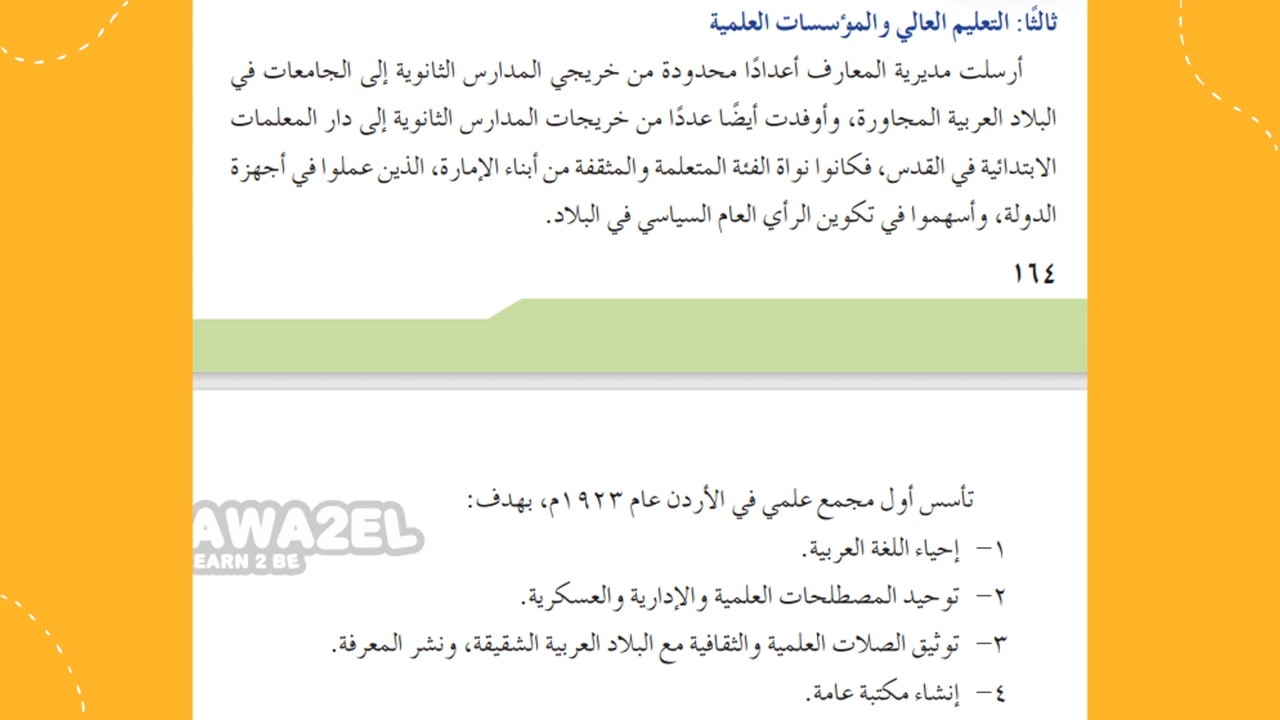 ثالثًا: التعليم العالي والمؤسسات العلمية
أرسلت مديرية المعارف أعدادًا محدودة من خريجي المدارس الثانوية إلى الجامعات في
البلاد العربية المجاورة، وأوفدت أيضًا عددًا من خريجات المدارس الثانوية إلى دار المعلمات
الابتدائية في القدس، فكانوا نواة الفئة المتعلمة والمثقفة من أبناء الإمارة، الذين عملوا في أجهزة
الدولة، وأسهموا في تكوين الرأي العام السياسي في البلاد.
١٦٤
تأسس أول مجمع علمي في الأردن عام ١٩٢٣م، بهدف:
AWA2EL
EARN 2 BE
١– إحياء اللغة العربية.
٢– توحيد المصطلحات العلمية والإدارية والعسكرية.
٣– توثيق الصلات العلمية والثقافية مع البلاد العربية الشقيقة، ونشر المعرفة.
٤– إنشاء مكتبة عامة.